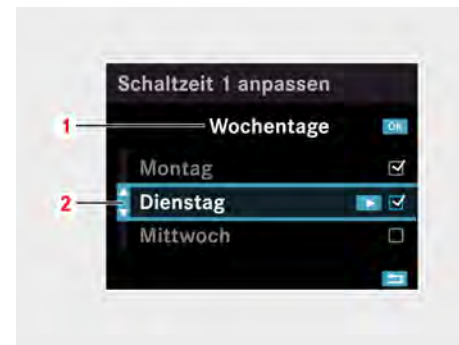 Schaltzeit 1 anpassen
1 Wochentage OK
Montag
2 Dienstag
Mittwoch